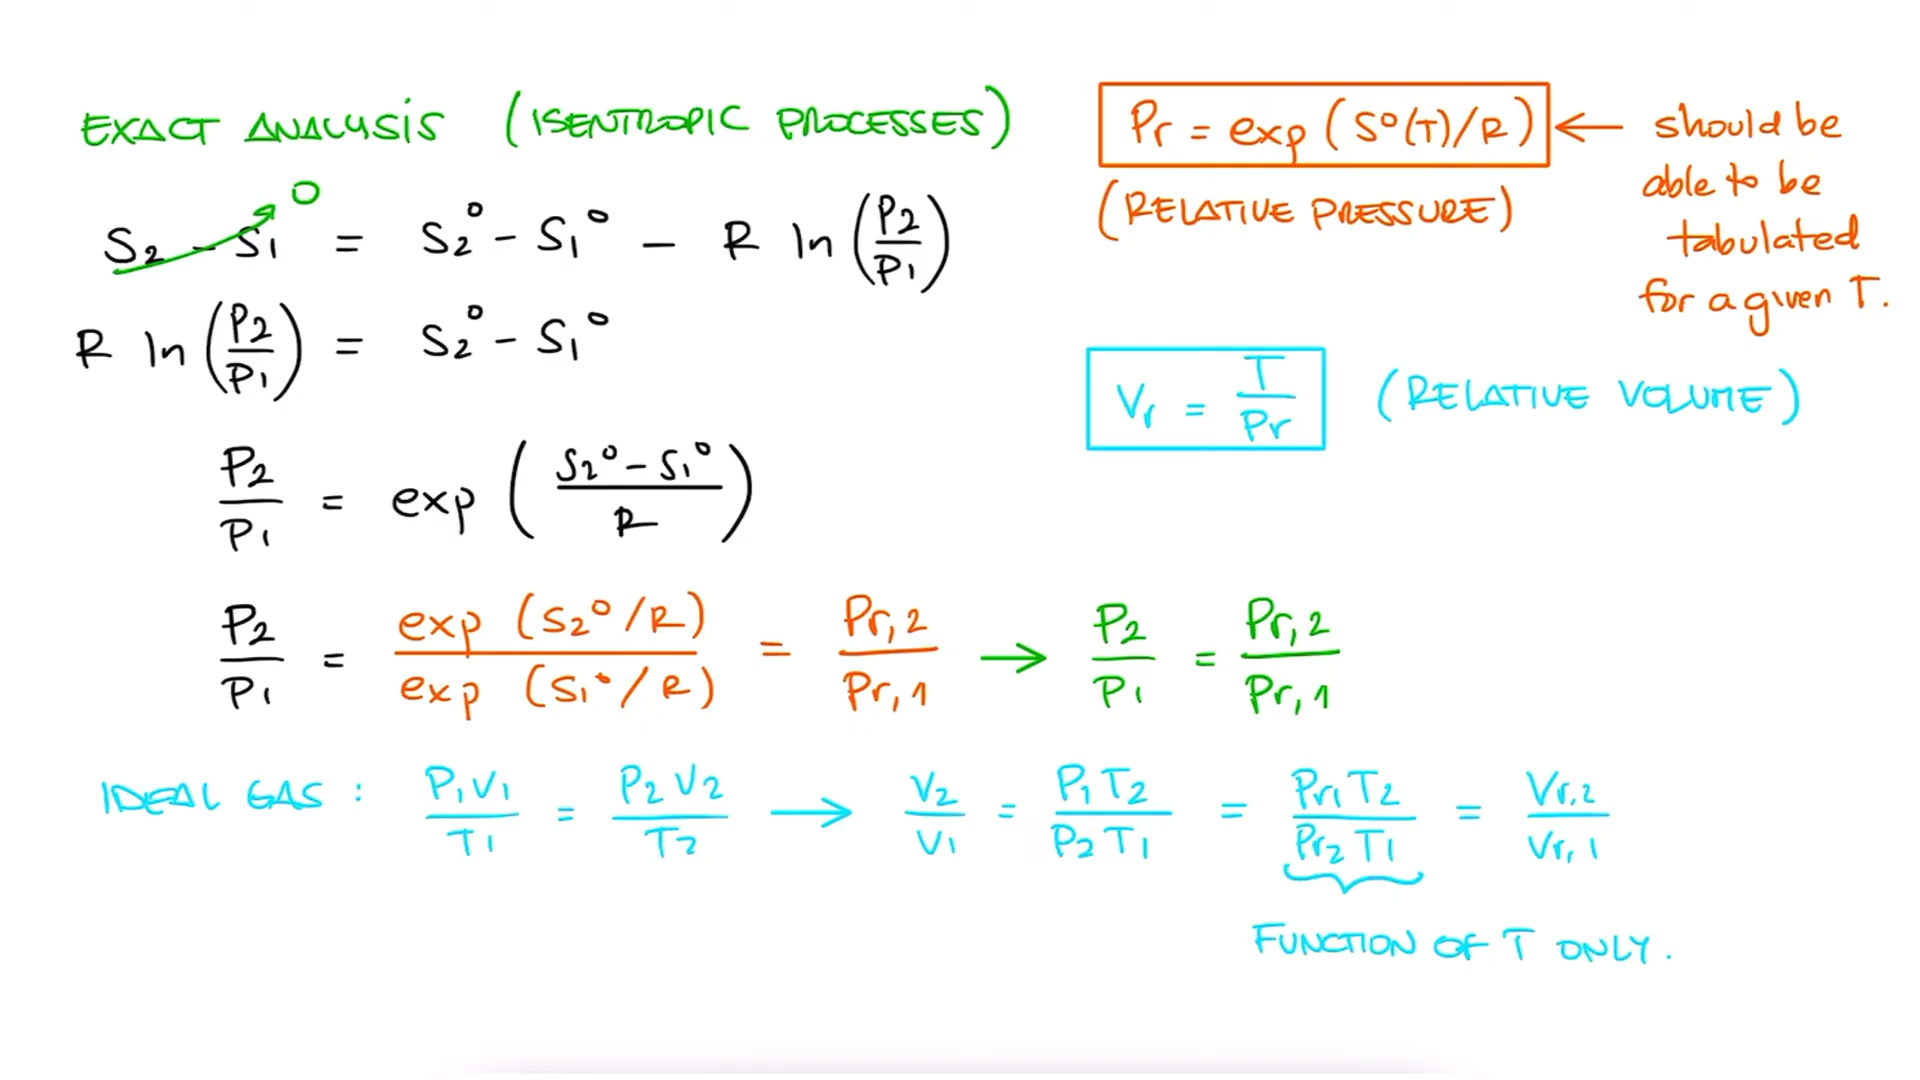 EXACT ANALYSIS (ISENTROPIC PROCESSES)
S₂ - S₁ → 0 = S₂° - S₁° - R ln (P₂/P₁)
R ln (P₂/P₁) = S₂° - S₁°
P₂/P₁ = exp ((S₂° - S₁°)/R)
P₂/P₁ = exp (S₂°/R) / exp (S₁°/R) = Pr,2/Pr,1 → P₂/P₁ = Pr,2/Pr,1
IDEAL GAS : P₁V₁/T₁ = P₂V₂/T₂ → V₂/V₁ = P₁T₂/P₂T₁ = Pr₁T₂/Pr₂T₁ = Vr,2/Vr,1
FUNCTION OF T ONLY.
Pr = exp (S°(T)/R) ← should be
able to be
tabulated
for a given T.
(RELATIVE PRESSURE)
Vr = T/Pr (RELATIVE VOLUME)